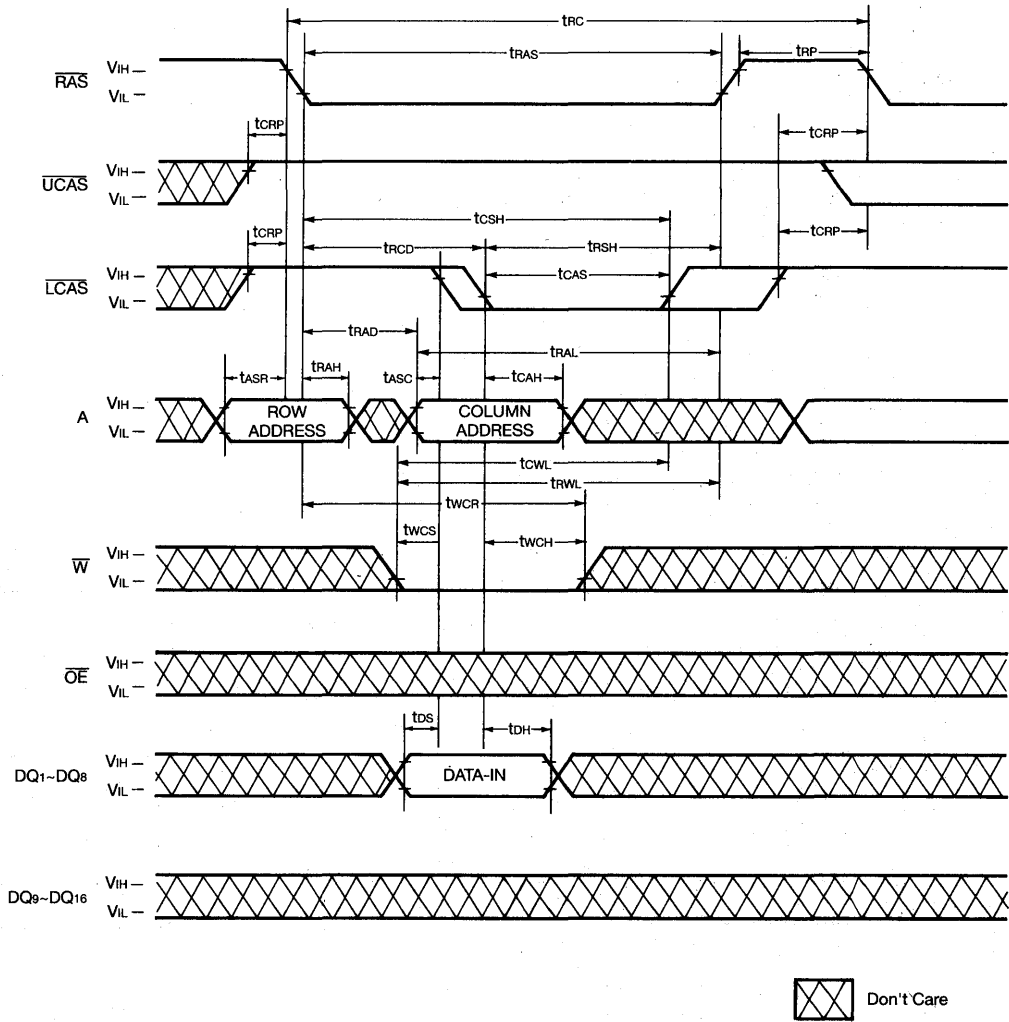 tRC
tRAS
tRP
RAS
VIH
VIL
tCRP
tCRP
UCAS
VIH
VIL
tCSH
tCRP
tRCD
tRSH
tCRP
LCAS
VIH
VIL
tCAS
tRAD
tRAL
tASR
tRAH
tASC
tCAH
A
VIH
VIL
ROW
ADDRESS
COLUMN
ADDRESS
tCWL
tRWL
tWCR
tWCS
tWCH
W
VIH
VIL
OE
VIH
VIL
tDS
tDH
DQ1~DQ8
VIH
VIL
DATA-IN
DQ9~DQ16
VIH
VIL
Don't Care